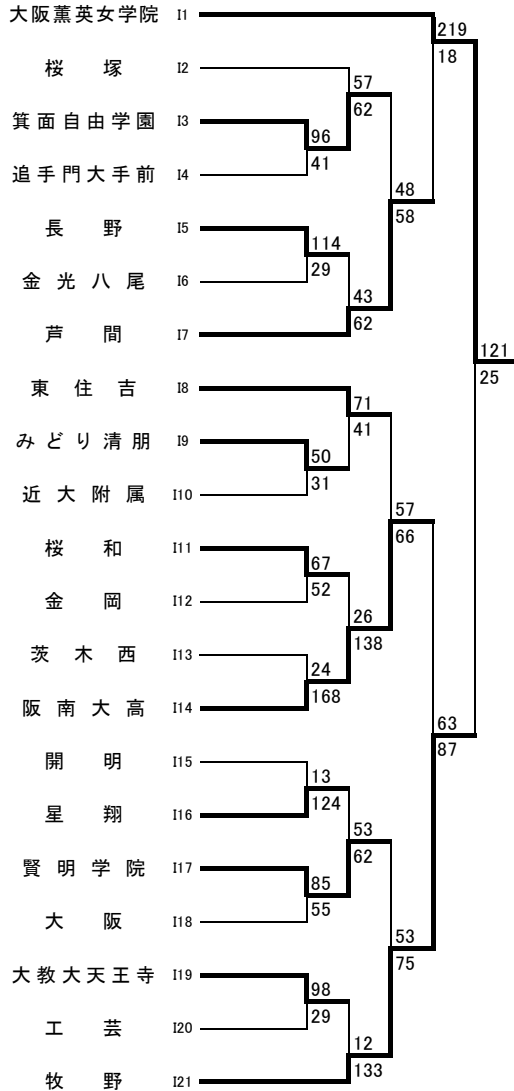 大阪薫英女学院 I1
219
18
桜塚 I2
57
62
箕面自由学園 I3
96
41
追手門大手前 I4
48
58
長野 I5
114
29
金光八尾 I6
43
62
芦間 I7
121
25
東住吉 I8
71
41
みどり清朋 I9
50
31
近大附属 I10
57
66
桜和 I11
67
52
金岡 I12
26
138
茨木西 I13
24
168
阪南大高 I14
63
87
開明 I15
13
124
星翔 I16
53
62
賢明学院 I17
85
55
大阪 I18
53
75
大教大天王寺 I19
98
29
工芸 I20
12
133
牧野 I21